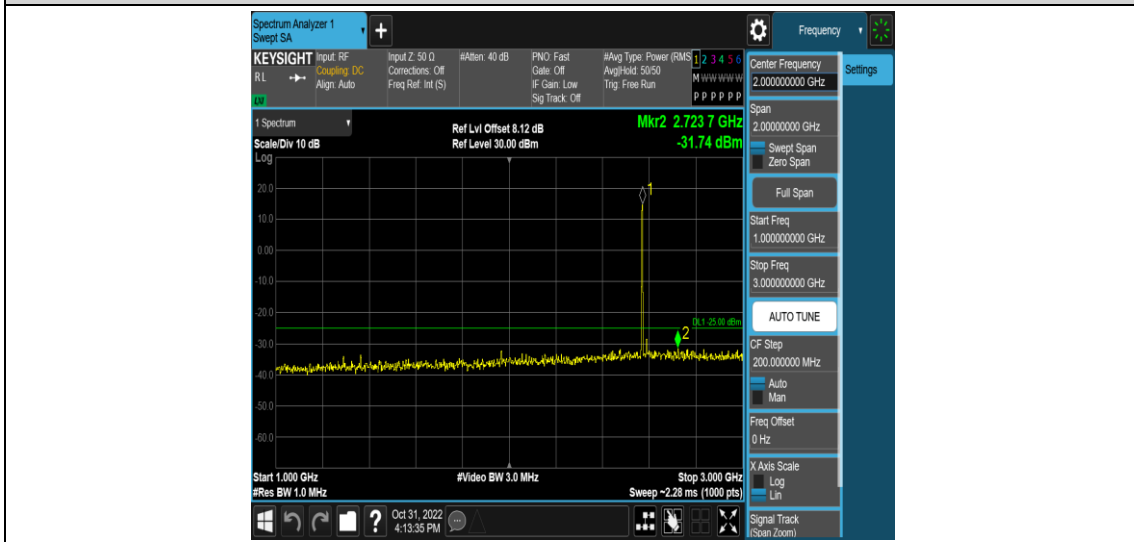 Spectrum Analyzer 1
Swept SA
+
Frequency
KEYSIGHT
RL
LXI
Input: RF
Coupling: DC
Align: Auto
Input Z: 50 Ω
Corrections: Off
Freq Ref: Int (S)
#Atten: 40 dB
PNO: Fast
Gate: Off
IF Gain: Low
Sig Track: Off
#Avg Type: Power (RMS
Avg|Hold: 50/50
Trig: Free Run
1 2 3 4 5 6
M W W W W W
P P P P P P
1 Spectrum
Scale/Div 10 dB
Log
Ref Lvl Offset 8.12 dB
Ref Level 30.00 dBm
Mkr2 2.723 7 GHz
-31.74 dBm
20.0
10.0
0.00
-10.0
-20.0
-30.0
-40.0
-50.0
-60.0
1
DL1 -25.00 dBm
2
Start 1.000 GHz
#Res BW 1.0 MHz
#Video BW 3.0 MHz
Stop 3.000 GHz
Sweep ~2.28 ms (1000 pts)
Center Frequency
2.000000000 GHz
Settings
Span
2.00000000 GHz
Swept Span
Zero Span
Full Span
Start Freq
1.000000000 GHz
Stop Freq
3.000000000 GHz
AUTO TUNE
CF Step
200.000000 MHz
Auto
Man
Freq Offset
0 Hz
X Axis Scale
Log
Lin
Signal Track
(Span Zoom)
?
Oct 31, 2022
4:13:35 PM